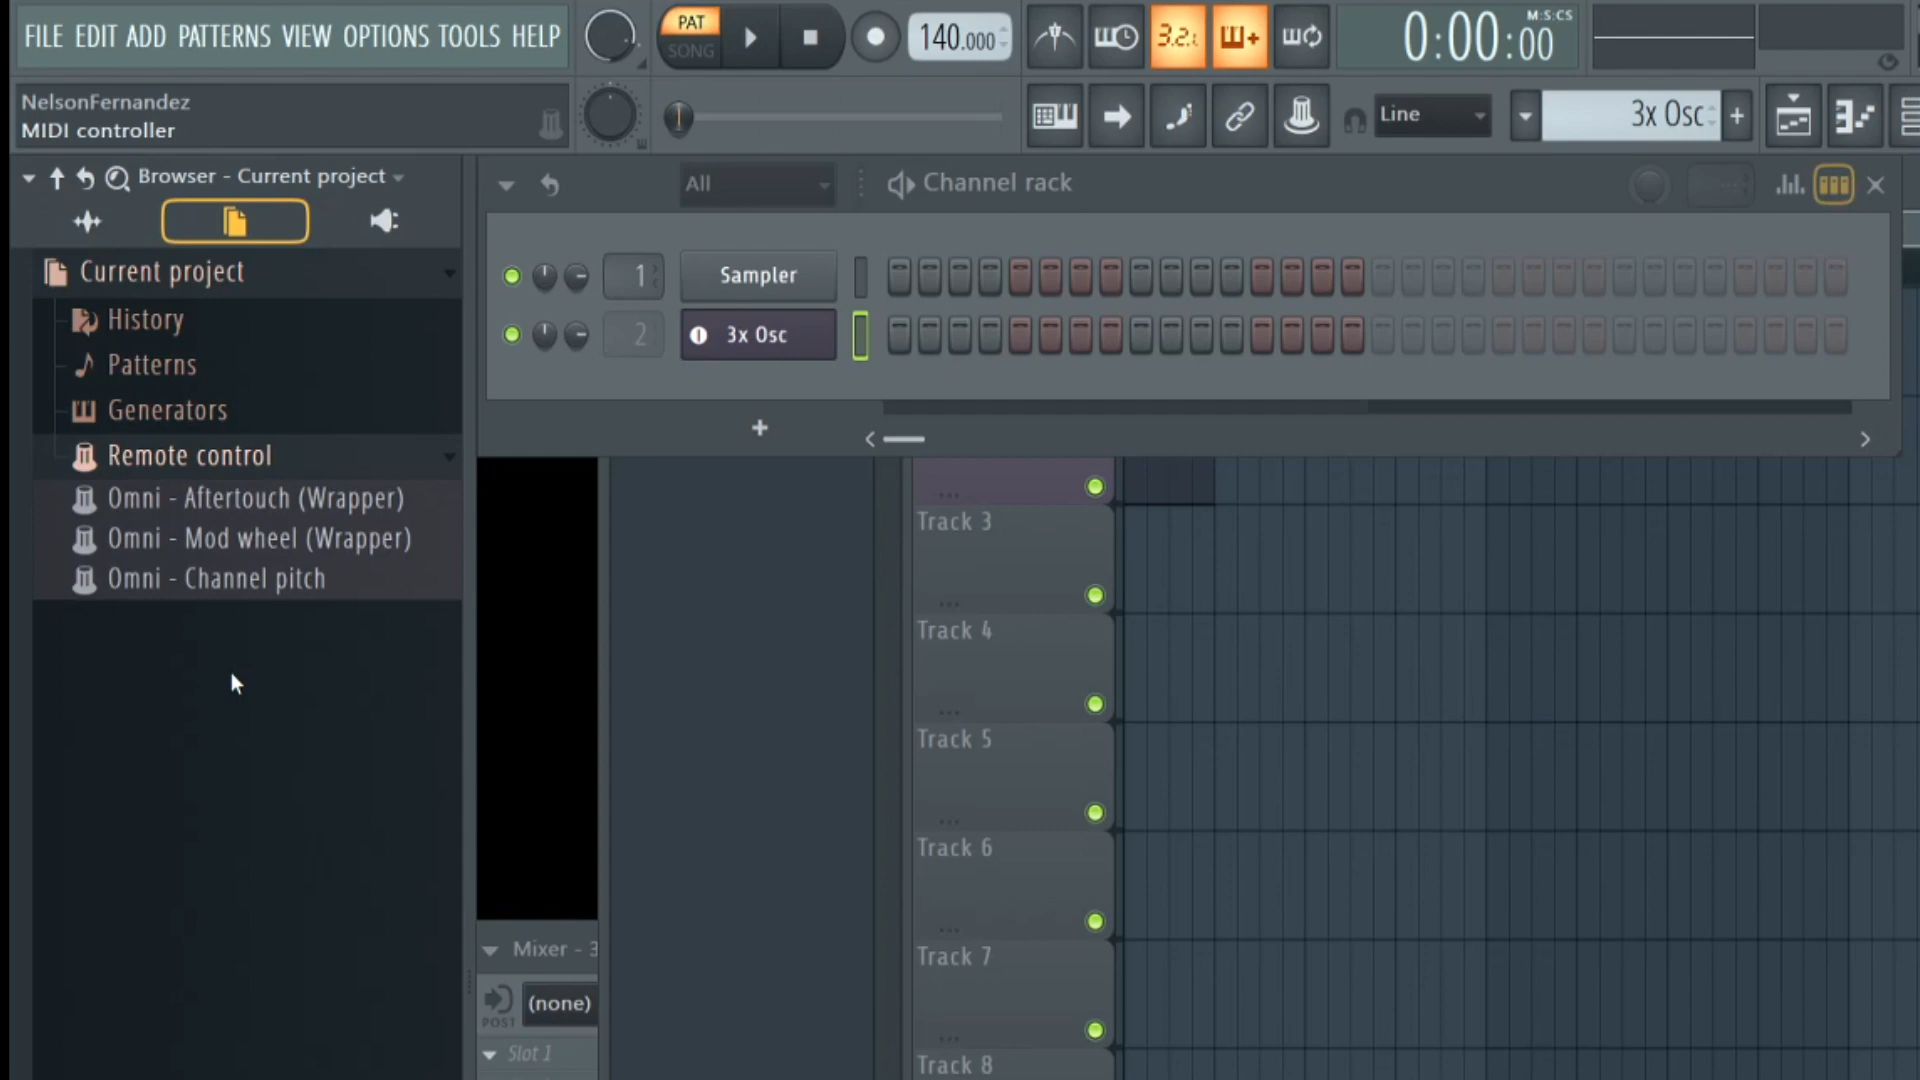 FILE EDIT ADD PATTERNS VIEW OPTIONS TOOLS HELP
PAT
SONG
140.000
3.2.
0:00:00
M:S:CS
NelsonFernandez
MIDI controller
Line
3x Osc
+
Browser - Current project
All
Channel rack
Current project
History
Patterns
Generators
Remote control
Omni - Aftertouch (Wrapper)
Omni - Mod wheel (Wrapper)
Omni - Channel pitch
1
Sampler
2
3x Osc
+
...
Track 3
...
Track 4
...
Track 5
...
Track 6
...
Track 7
...
Track 8
Mixer - 3
POST
(none)
Slot 1